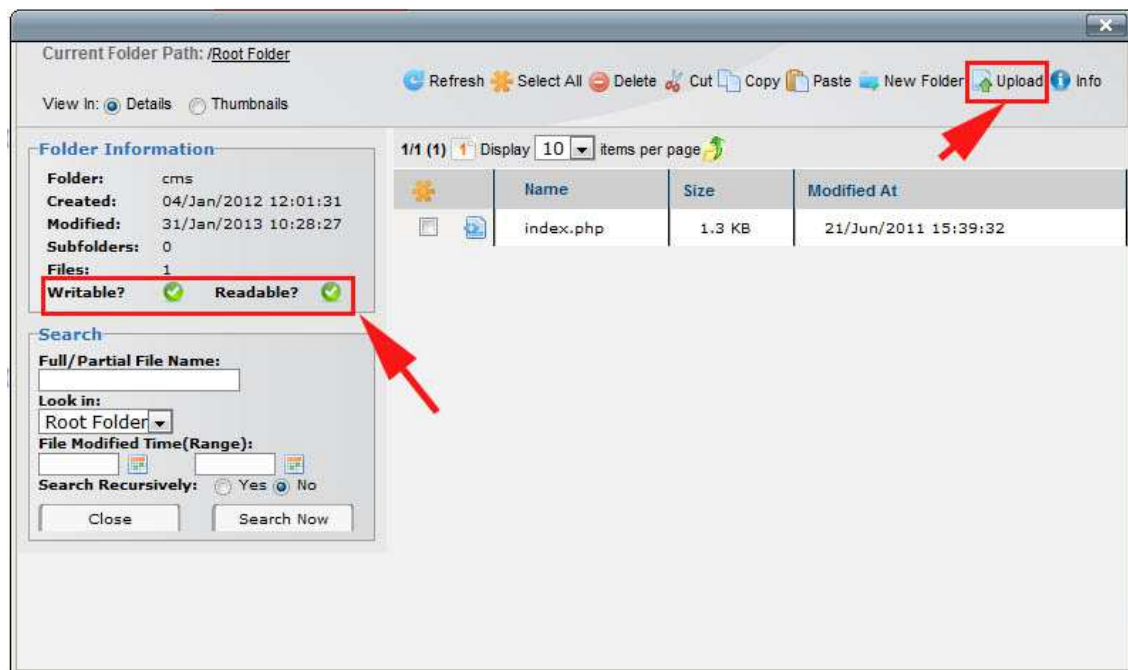 Current Folder Path: /Root Folder
Refresh Select All Delete Cut Copy Paste New Folder Upload Info
View In: Details Thumbnails
Folder Information
Folder: cms
Created: 04/Jan/2012 12:01:31
Modified: 31/Jan/2013 10:28:27
Subfolders: 0
Files: 1
Writable? Readable?
Search
Full/Partial File Name:
Look in:
Root Folder
File Modified Time(Range):
Search Recursively: Yes No
Close Search Now
1/1 (1) 1 Display 10 items per page
Name Size Modified At
index.php 1.3 KB 21/Jun/2011 15:39:32